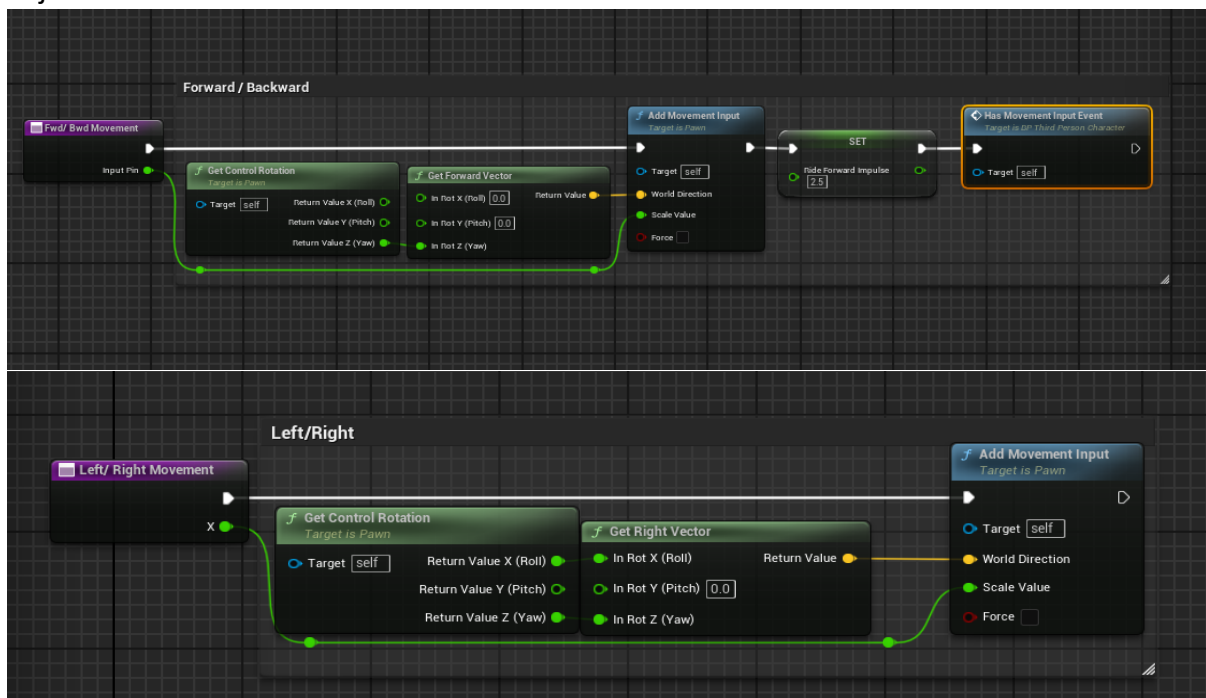 Forward / Backward
Fwd/ Bwd Movement
Input Pin
f Get Control Rotation
Target is Pawn
Target self
Return Value X (Roll)
Return Value Y (Pitch)
Return Value Z (Yaw)
f Get Forward Vector
In Rot X (Roll) 0.0
Return Value
In Rot Y (Pitch) 0.0
In Rot Z (Yaw)
f Add Movement Input
Target is Pawn
Target self
World Direction
Scale Value
Force
SET
Ride Forward Impulse
2.5
Has Movement Input Event
Target is BP Third Person Character
Target self
Left/Right
Left/ Right Movement
X
f Get Control Rotation
Target is Pawn
Target self
Return Value X (Roll)
Return Value Y (Pitch)
Return Value Z (Yaw)
f Get Right Vector
In Rot X (Roll)
Return Value
In Rot Y (Pitch) 0.0
In Rot Z (Yaw)
f Add Movement Input
Target is Pawn
Target self
World Direction
Scale Value
Force